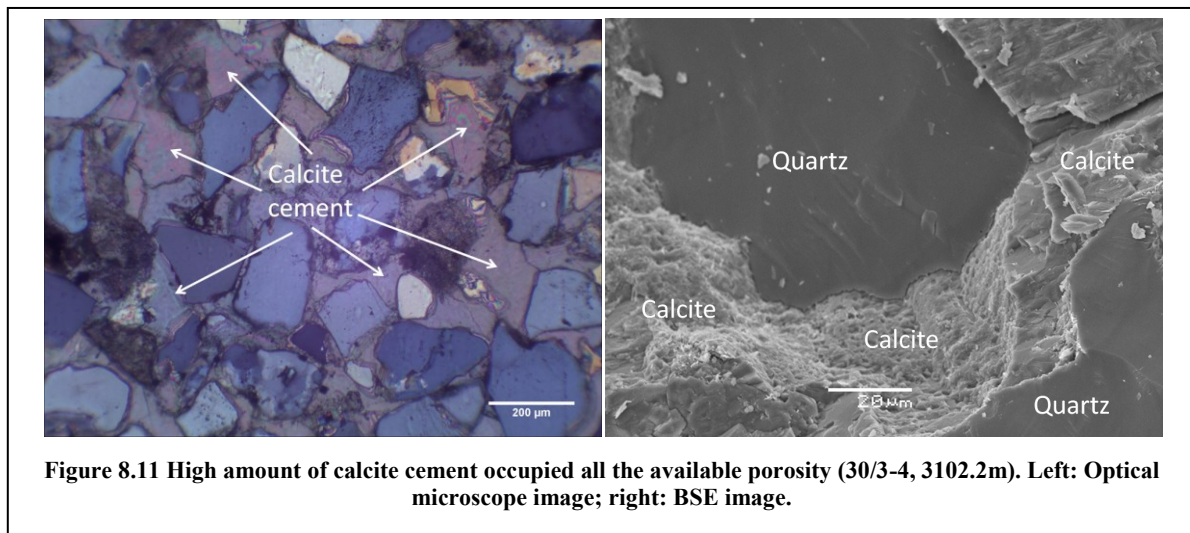 Calcite
cement
200 µm
Quartz
Calcite
Calcite
Calcite
20µm
Quartz
Figure 8.11 High amount of calcite cement occupied all the available porosity (30/3-4, 3102.2m). Left: Optical
microscope image; right: BSE image.